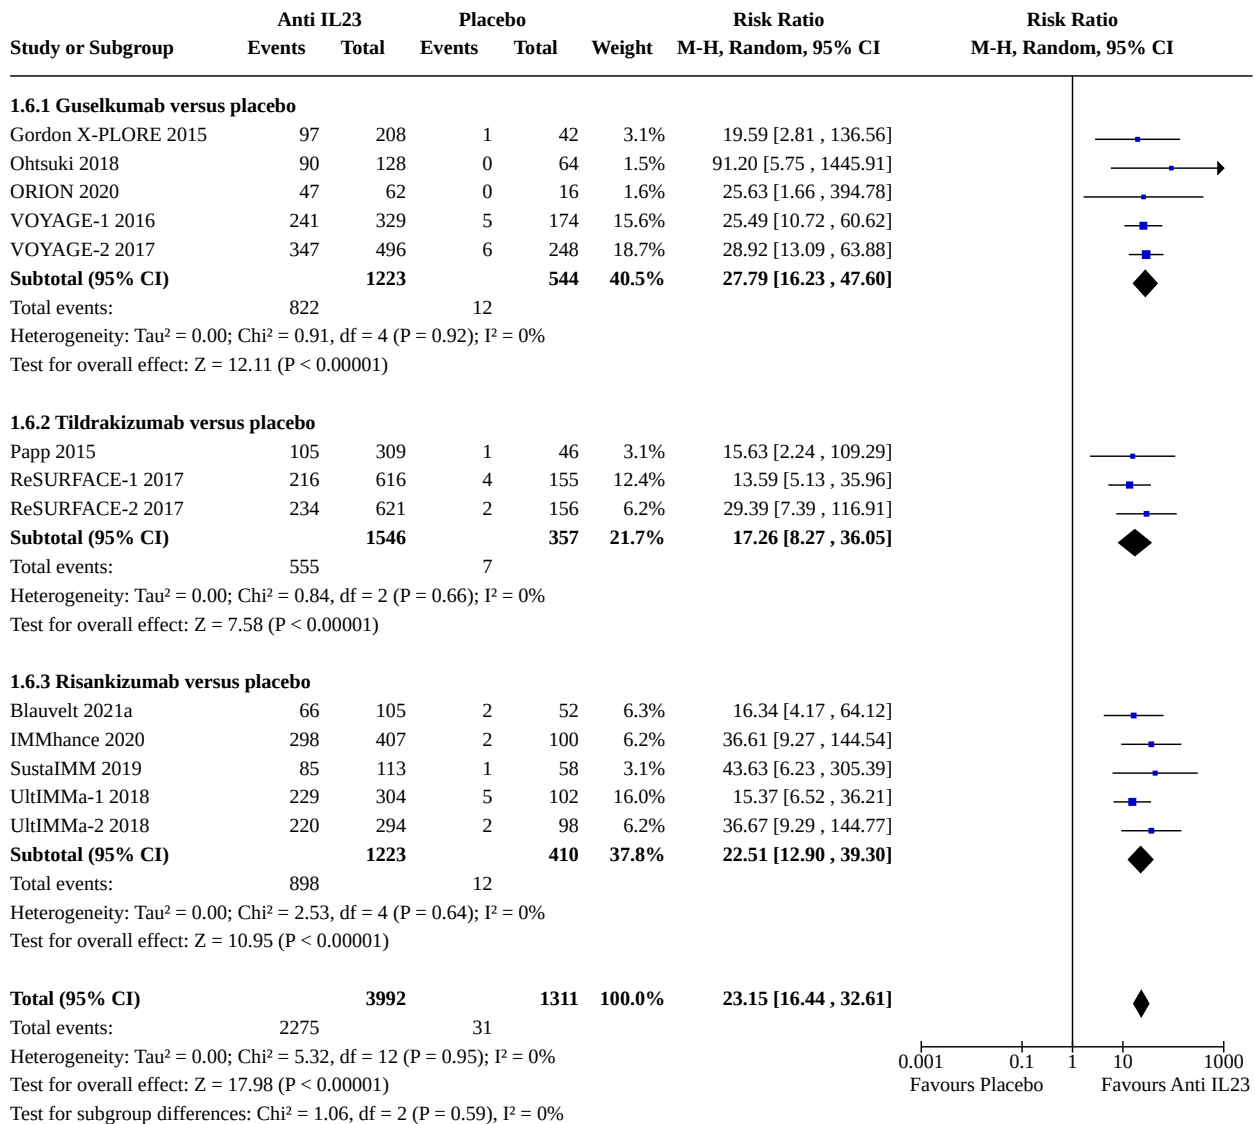 Anti IL23 Placebo Risk Ratio Risk Ratio
Study or Subgroup Events Total Events Total Weight M-H, Random, 95% CI M-H, Random, 95% CI
1.6.1 Guselkumab versus placebo
Gordon X-PLORE 2015 97 208 1 42 3.1% 19.59 [2.81 , 136.56]
Ohtsuki 2018 90 128 0 64 1.5% 91.20 [5.75 , 1445.91]
ORION 2020 47 62 0 16 1.6% 25.63 [1.66 , 394.78]
VOYAGE-1 2016 241 329 5 174 15.6% 25.49 [10.72 , 60.62]
VOYAGE-2 2017 347 496 6 248 18.7% 28.92 [13.09 , 63.88]
Subtotal (95% CI) 1223 544 40.5% 27.79 [16.23 , 47.60]
Total events: 822 12
Heterogeneity: Tau² = 0.00; Chi² = 0.91, df = 4 (P = 0.92); I² = 0%
Test for overall effect: Z = 12.11 (P < 0.00001)
1.6.2 Tildrakizumab versus placebo
Papp 2015 105 309 1 46 3.1% 15.63 [2.24 , 109.29]
ReSURFACE-1 2017 216 616 4 155 12.4% 13.59 [5.13 , 35.96]
ReSURFACE-2 2017 234 621 2 156 6.2% 29.39 [7.39 , 116.91]
Subtotal (95% CI) 1546 357 21.7% 17.26 [8.27 , 36.05]
Total events: 555 7
Heterogeneity: Tau² = 0.00; Chi² = 0.84, df = 2 (P = 0.66); I² = 0%
Test for overall effect: Z = 7.58 (P < 0.00001)
1.6.3 Risankizumab versus placebo
Blauvelt 2021a 66 105 2 52 6.3% 16.34 [4.17 , 64.12]
IMMhance 2020 298 407 2 100 6.2% 36.61 [9.27 , 144.54]
SustaIMM 2019 85 113 1 58 3.1% 43.63 [6.23 , 305.39]
UltIMMa-1 2018 229 304 5 102 16.0% 15.37 [6.52 , 36.21]
UltIMMa-2 2018 220 294 2 98 6.2% 36.67 [9.29 , 144.77]
Subtotal (95% CI) 1223 410 37.8% 22.51 [12.90 , 39.30]
Total events: 898 12
Heterogeneity: Tau² = 0.00; Chi² = 2.53, df = 4 (P = 0.64); I² = 0%
Test for overall effect: Z = 10.95 (P < 0.00001)
Total (95% CI) 3992 1311 100.0% 23.15 [16.44 , 32.61]
Total events: 2275 31
Heterogeneity: Tau² = 0.00; Chi² = 5.32, df = 12 (P = 0.95); I² = 0%
0.001 0.1 1 10 1000
Test for overall effect: Z = 17.98 (P < 0.00001)
Favours Placebo Favours Anti IL23
Test for subgroup differences: Chi² = 1.06, df = 2 (P = 0.59), I² = 0%